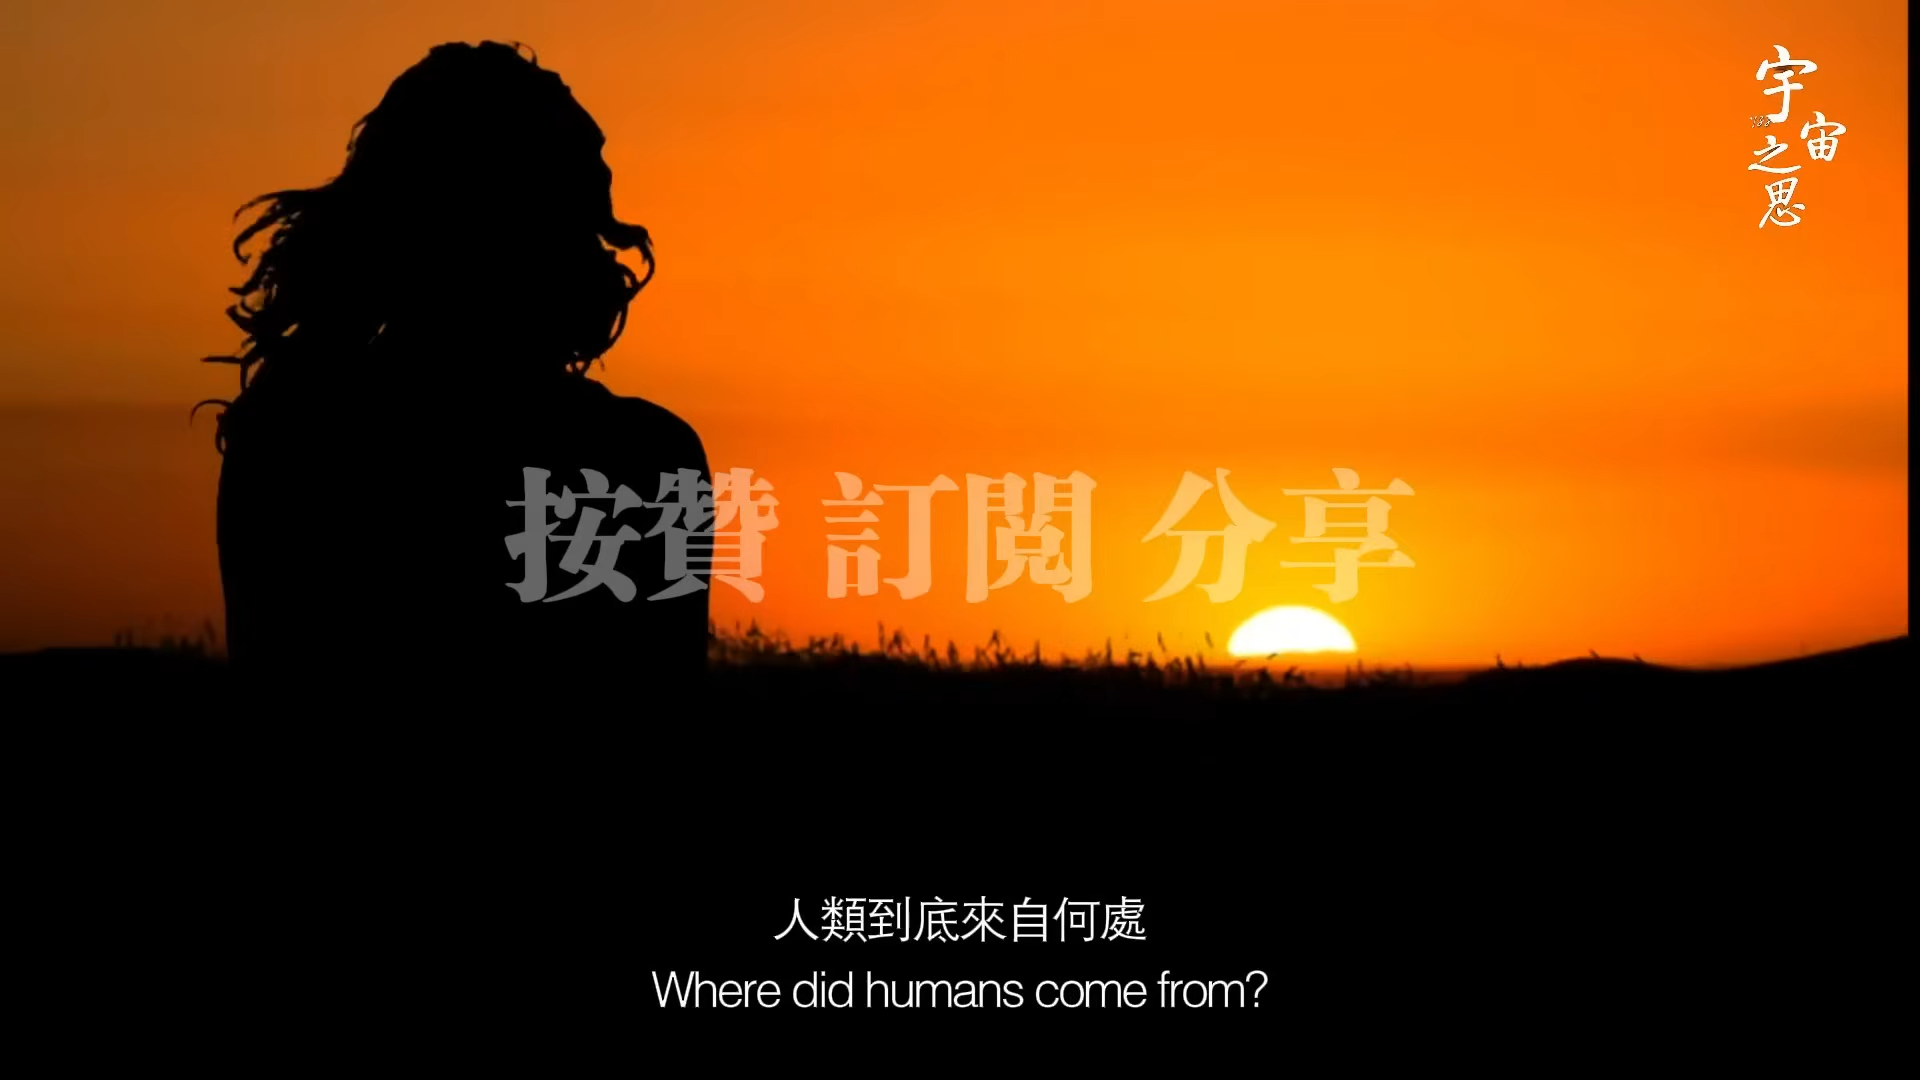 宇宙之思
按贊 訂閱 分享
人類到底來自何處
Where did humans come from?